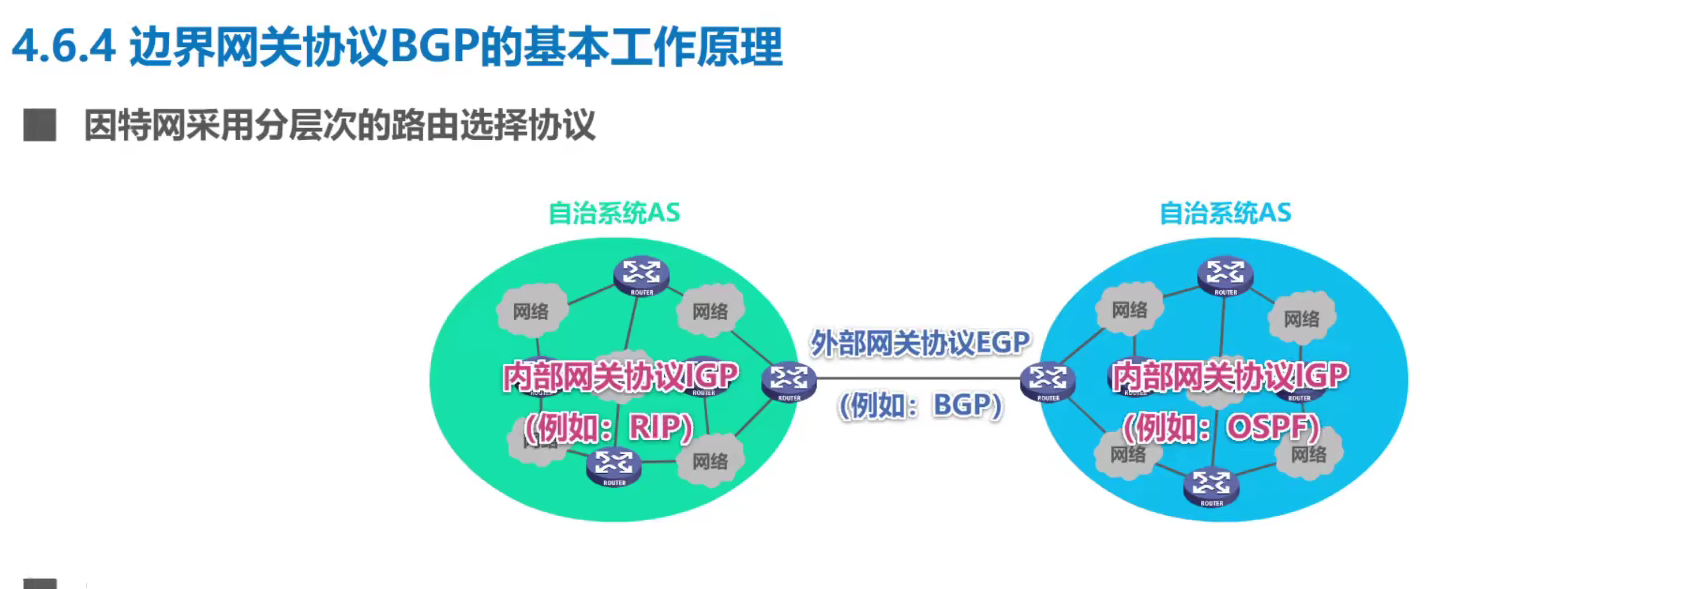 4.6.4 边界网关协议BGP的基本工作原理
因特网采用分层次的路由选择协议
自治系统AS
自治系统AS
ROUTER
ROUTER
网络
网络
网络
网络
外部网关协议EGP
内部网关协议IGP
内部网关协议IGP
ROUTER
ROUTER
ROUTER
ROUTER
ROUTER
ROUTER
(例如：BGP)
(例如：RIP)
(例如：OSPF)
网络
网络
网络
网络
ROUTER
ROUTER